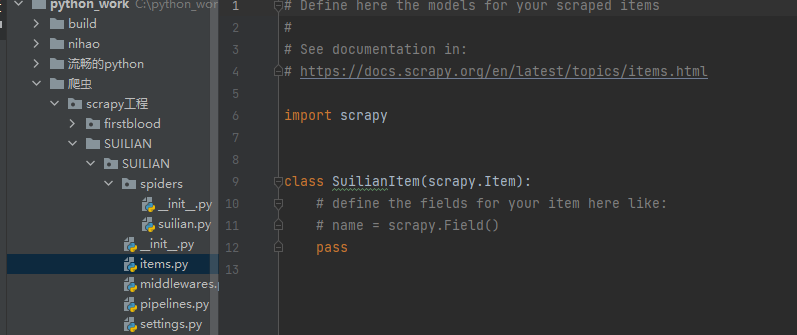 python_work C:\python_wor
build
nihao
流畅的python
爬虫
scrapy工程
firstblood
SUILIAN
SUILIAN
spiders
__init__.py
suilian.py
__init__.py
items.py
middlewares.
pipelines.py
settings.py
1 # Define here the models for your scraped items
2 #
3 # See documentation in:
4 # https://docs.scrapy.org/en/latest/topics/items.html
5
6 import scrapy
7
8
9 class SuilianItem(scrapy.Item):
10 # define the fields for your item here like:
11 # name = scrapy.Field()
12 pass
13